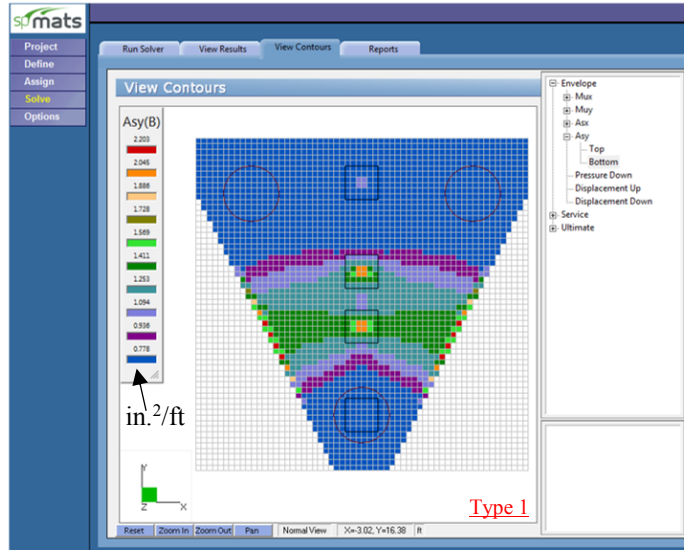 spmats
Project
Define
Assign
Solve
Options
Run Solver
View Results
View Contours
Reports
View Contours
Asy(B)
2.203
2.045
1.886
1.728
1.569
1.411
1.253
1.094
0.936
0.778
in.²/ft
Y
Z
X
Type 1
Reset
Zoom In
Zoom Out
Pan
Normal View
X=-3.02, Y=16.38
ft
Envelope
Mux
Muy
Asx
Asy
Top
Bottom
Pressure Down
Displacement Up
Displacement Down
Service
Ultimate